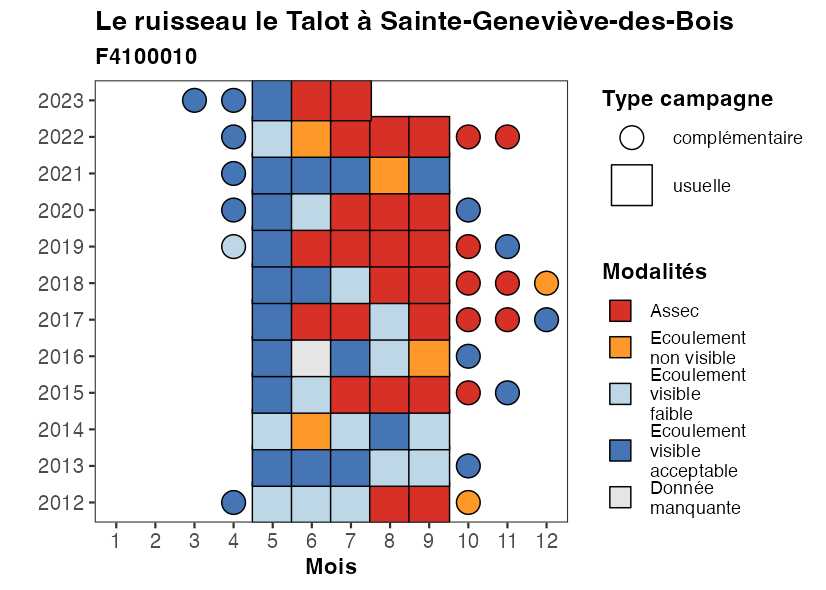 Le ruisseau le Talot à Sainte-Geneviève-des-Bois
F4100010
2023
2022
2021
2020
2019
2018
2017
2016
2015
2014
2013
2012
1 2 3 4 5 6 7 8 9 10 11 12
Mois
Type campagne
complémentaire
usuelle
Modalités
Assec
Ecoulement
non visible
Ecoulement
visible
faible
Ecoulement
visible
acceptable
Donnée
manquante